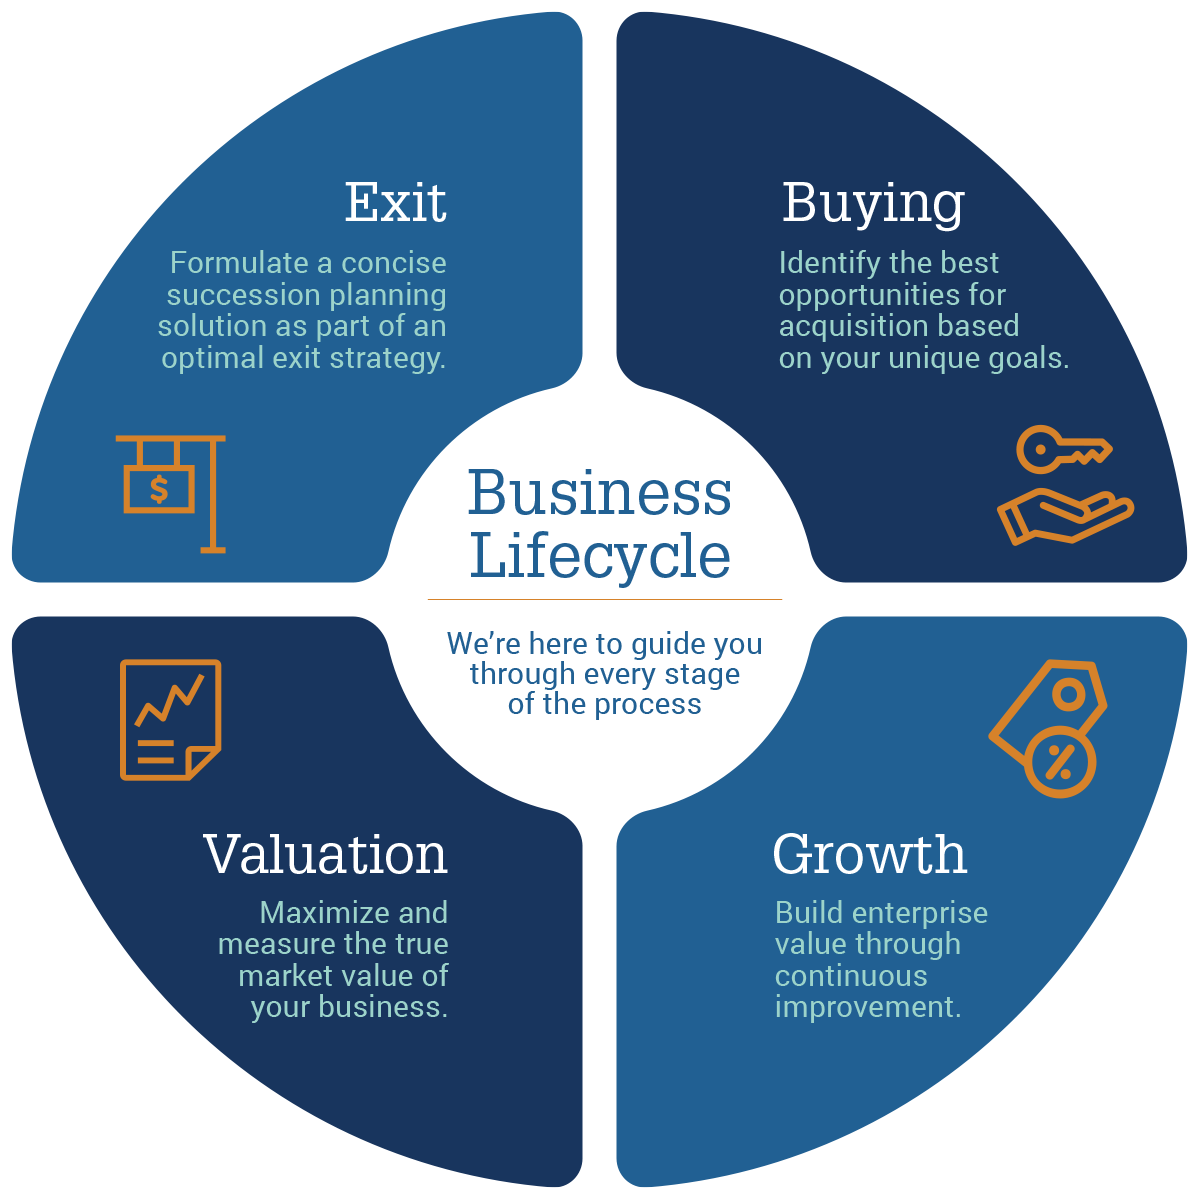 Exit
Formulate a concise
succession planning
solution as part of an
optimal exit strategy.
$
Buying
Identify the best
opportunities for
acquisition based
on your unique goals.
Business
Lifecycle
We’re here to guide you
through every stage
of the process
Valuation
Maximize and
measure the true
market value of
your business.
%
Growth
Build enterprise
value through
continuous
improvement.